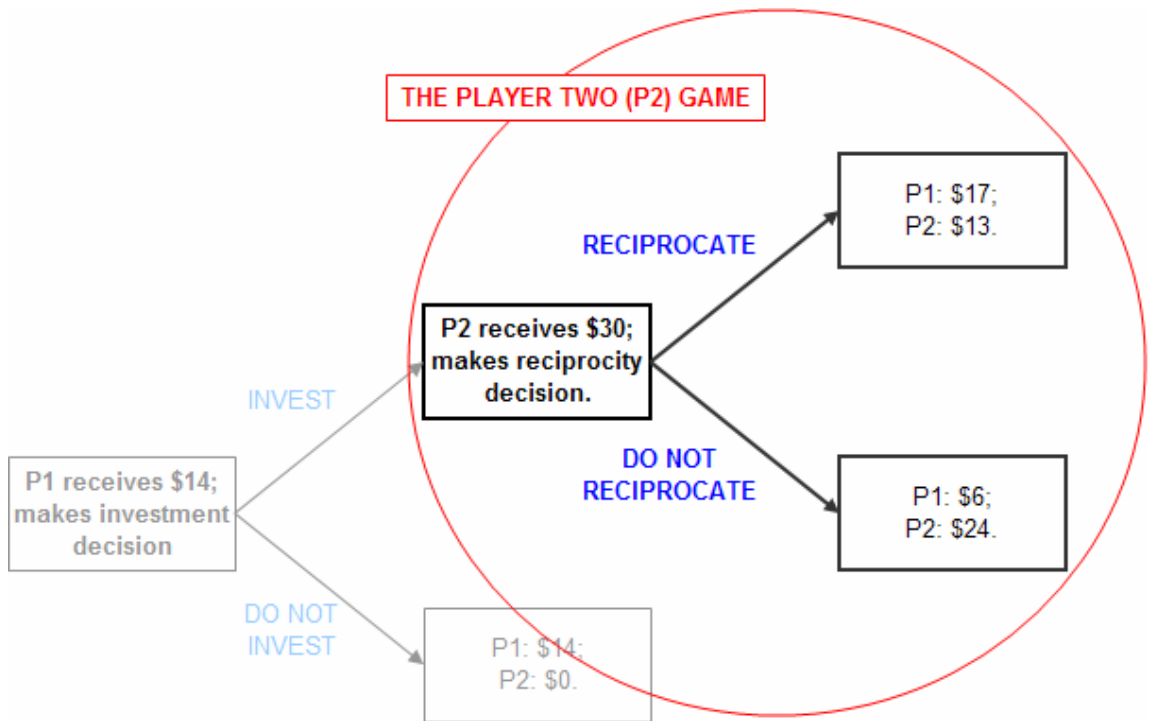 THE PLAYER TWO (P2) GAME
P1: $17;
P2: $13.
RECIPROCATE
P2 receives $30;
makes reciprocity
decision.
INVEST
DO NOT
RECIPROCATE
P1: $6;
P2: $24.
P1 receives $14;
makes investment
decision
DO NOT
INVEST
P1: $14;
P2: $0.